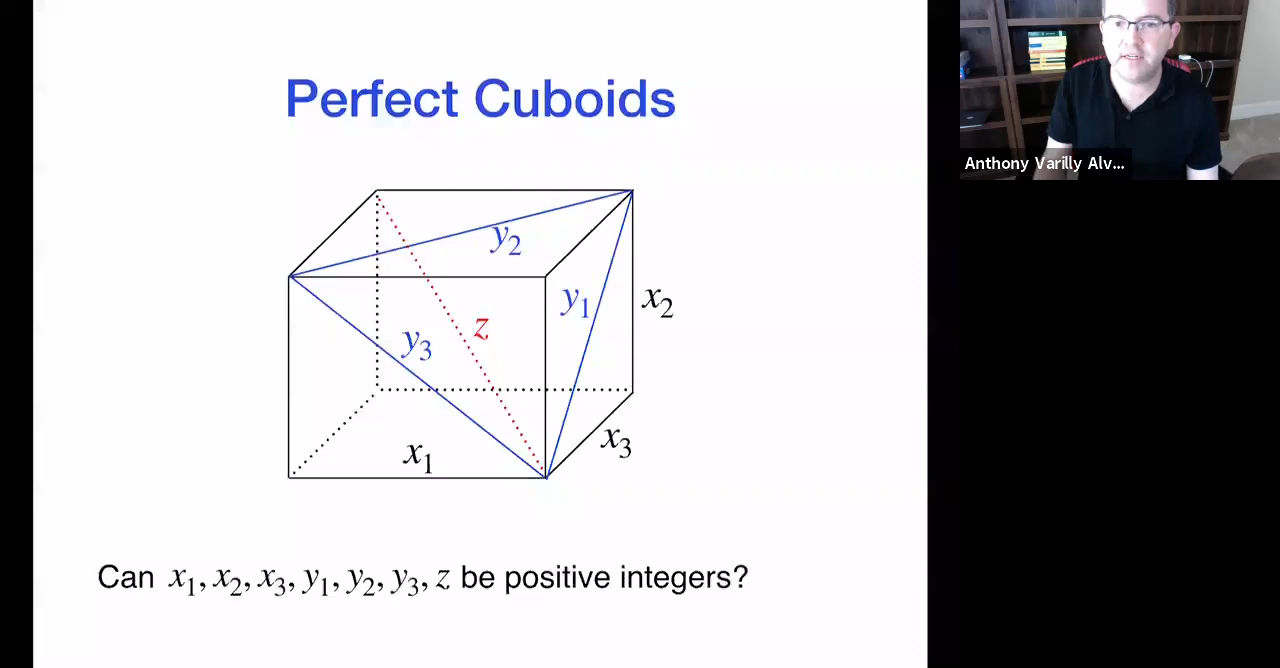 Perfect Cuboids
y₂
y₁
x₂
z
y₃
x₃
x₁
Can x₁, x₂, x₃, y₁, y₂, y₃, z be positive integers?
Anthony Varilly Alv...